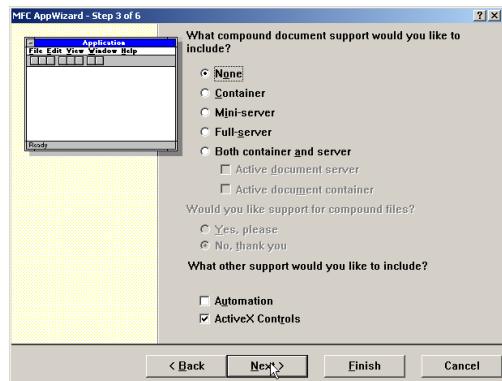 MFC AppWizard - Step 3 of 6
Application
File Edit View Window Help
Ready
What compound document support would you like to
include?
None
Container
Mini-server
Full-server
Both container and server
Active document server
Active document container
Would you like support for compound files?
Yes, please
No, thank you
What other support would you like to include?
Automation
ActiveX Controls
< Back Next > Finish Cancel